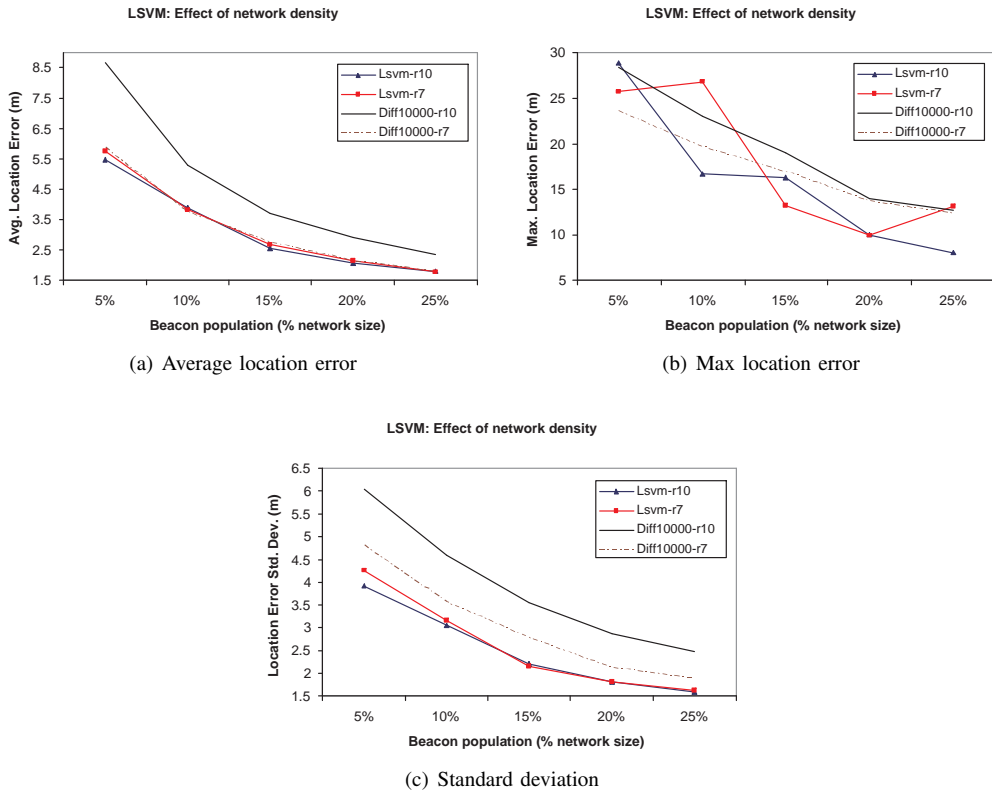 LSVM: Effect of network density
8.5
7.5
6.5
5.5
4.5
3.5
2.5
1.5
Avg. Location Error (m)
Lsvm-r10
Lsvm-r7
Diff10000-r10
Diff10000-r7
5% 10% 15% 20% 25%
Beacon population (% network size)
(a) Average location error
LSVM: Effect of network density
30
25
20
15
10
5
Max. Location Error (m)
Lsvm-r10
Lsvm-r7
Diff10000-r10
Diff10000-r7
5% 10% 15% 20% 25%
Beacon population (% network size)
(b) Max location error
LSVM: Effect of network density
6.5
6
5.5
5
4.5
4
3.5
3
2.5
2
1.5
Location Error Std. Dev. (m)
Lsvm-r10
Lsvm-r7
Diff10000-r10
Diff10000-r7
5% 10% 15% 20% 25%
Beacon population (% network size)
(c) Standard deviation